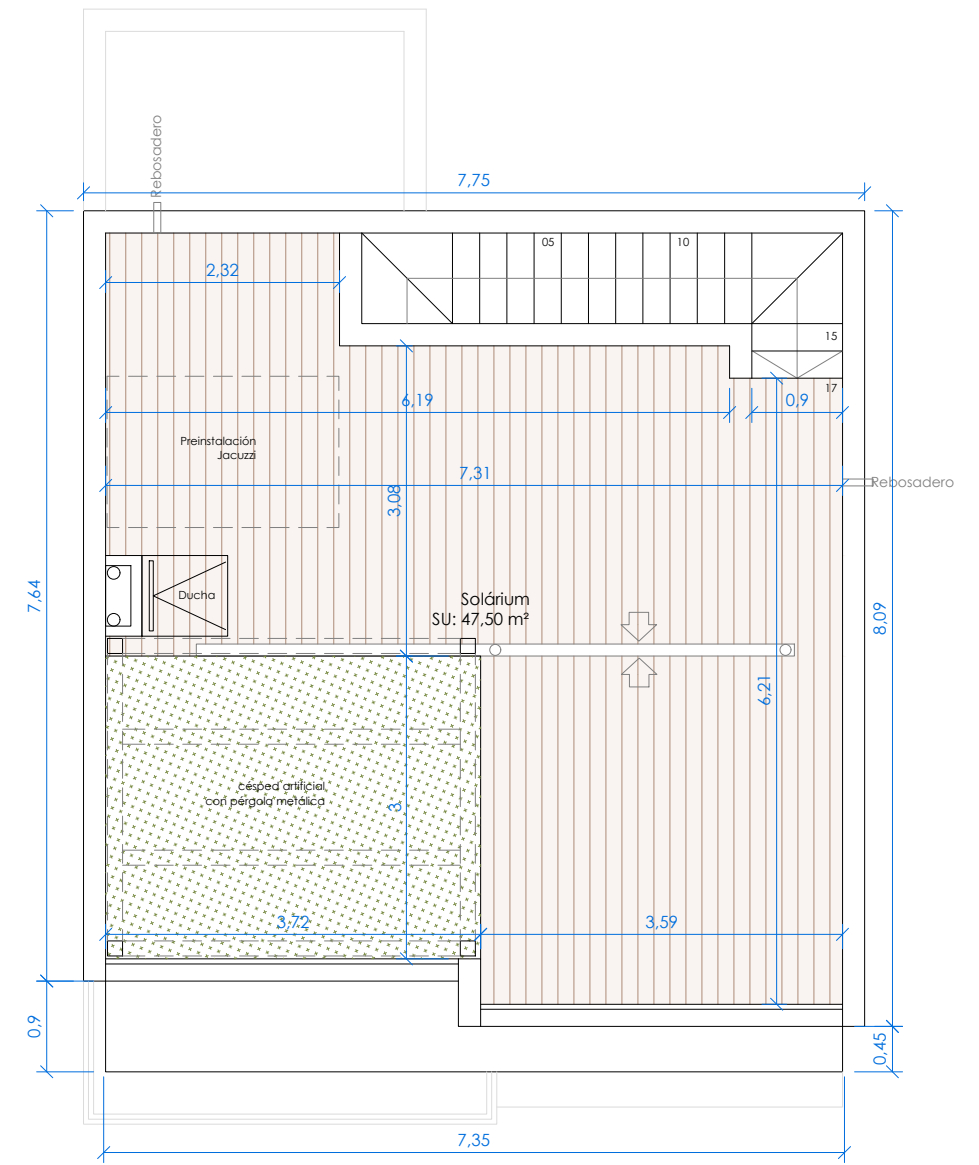 Rebosadero
7,75
05
10
2,32
15
17
6,19
0,9
Preinstalación
Jacuzzi
7,31
Rebosadero
3,08
7,64
Ducha
Solárium
SU: 47,50 m²
8,09
6,21
césped artificial
con pérgola metálica
3
3,72
3,59
0,9
0,45
7,35